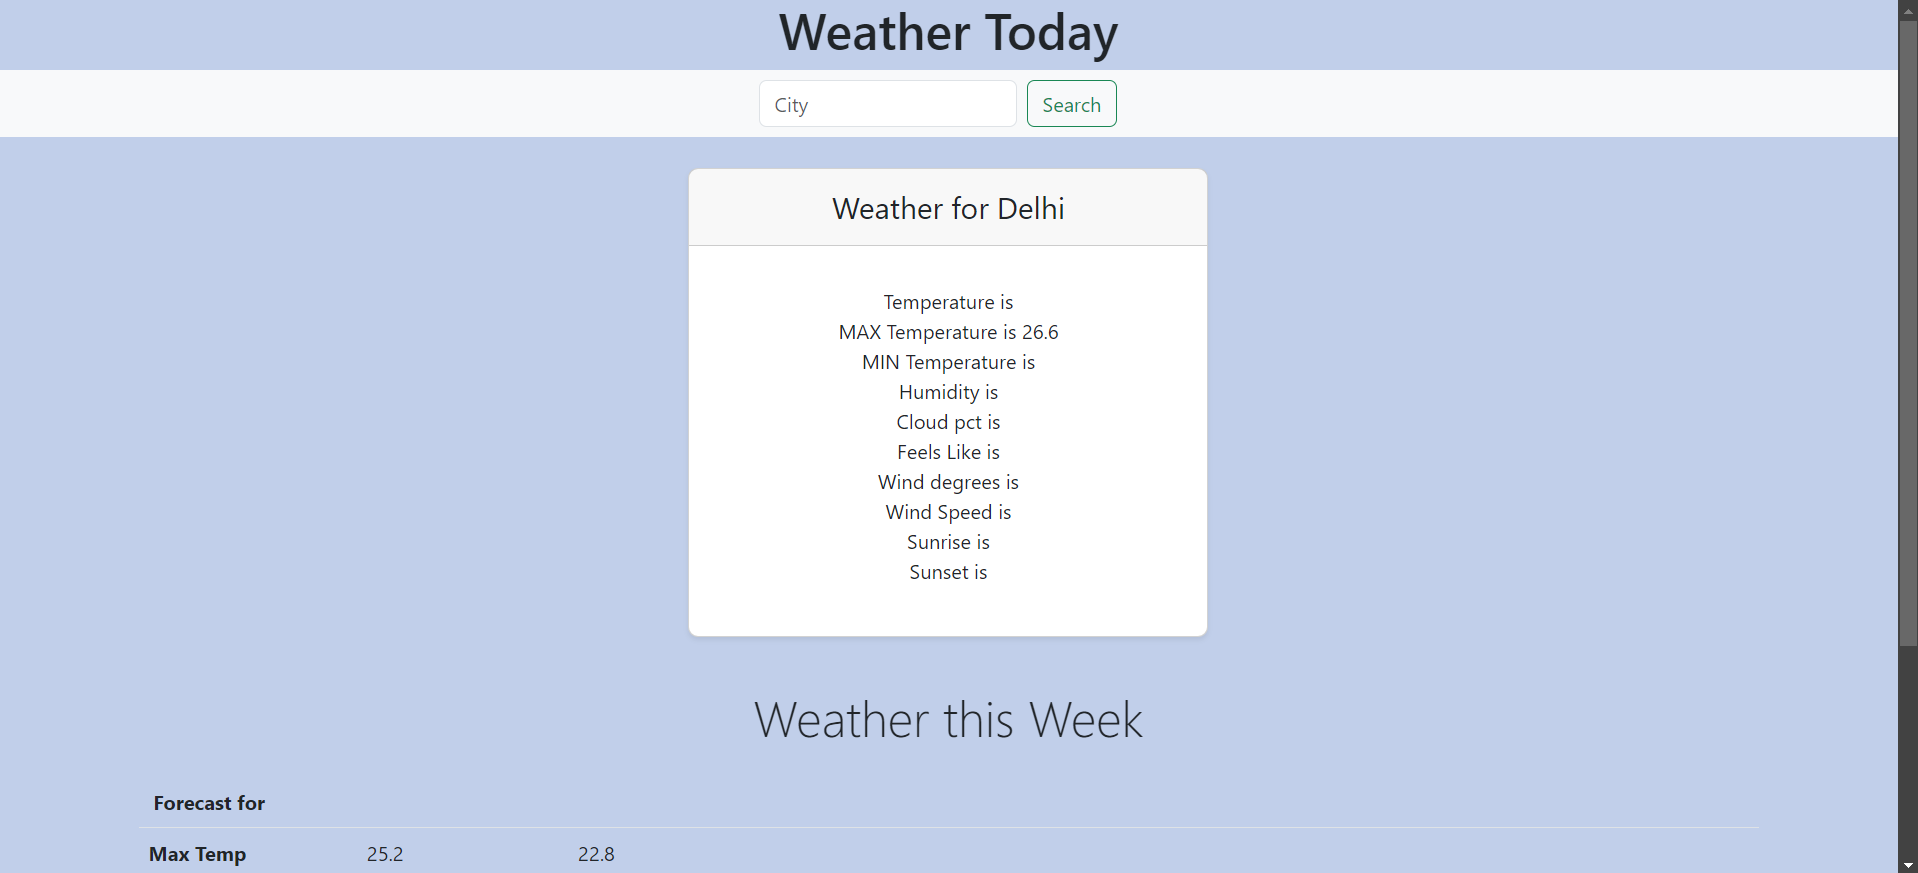 Weather Today
City Search
Weather for Delhi
Temperature is
MAX Temperature is 26.6
MIN Temperature is
Humidity is
Cloud pct is
Feels Like is
Wind degrees is
Wind Speed is
Sunrise is
Sunset is
Weather this Week
Forecast for
Max Temp 25.2 22.8